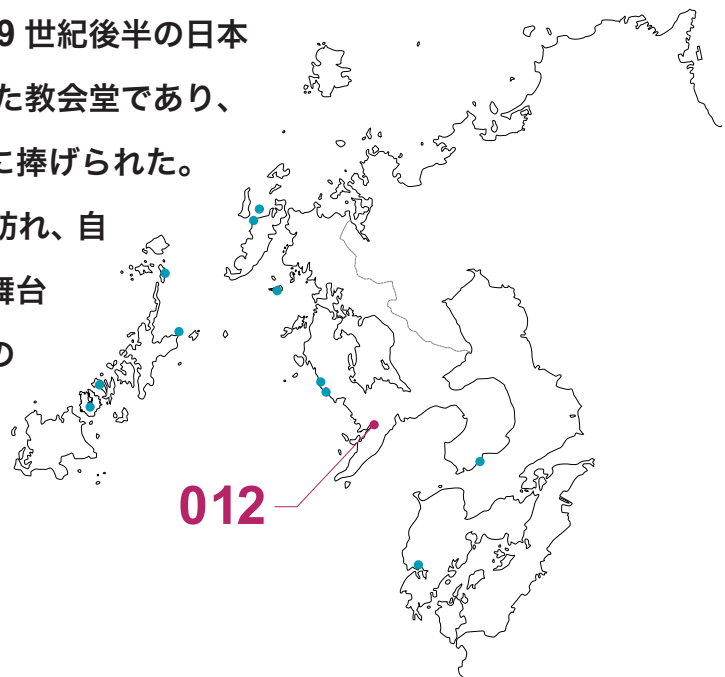 9 世紀後半の日本
た教会堂であり、
に捧げられた。
訪れ、自
舞台
の
012